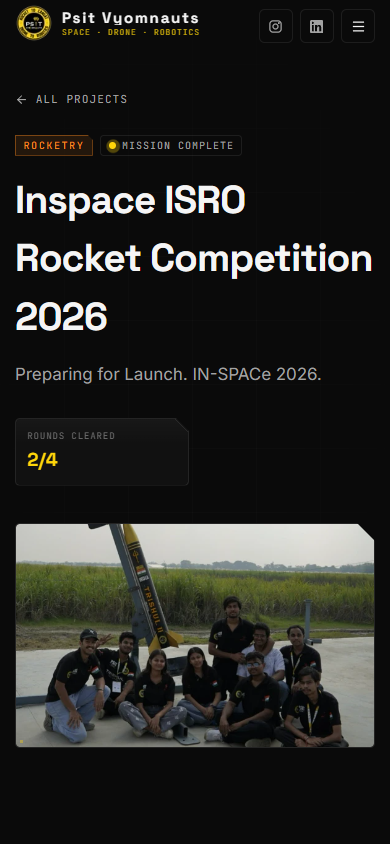 Psit Vyomnauts
SPACE · DRONE · ROBOTICS
← ALL PROJECTS
ROCKETRY
MISSION COMPLETE
Inspace ISRO
Rocket Competition
2026
Preparing for Launch. IN-SPACe 2026.
ROUNDS CLEARED
2/4
TRISHUL